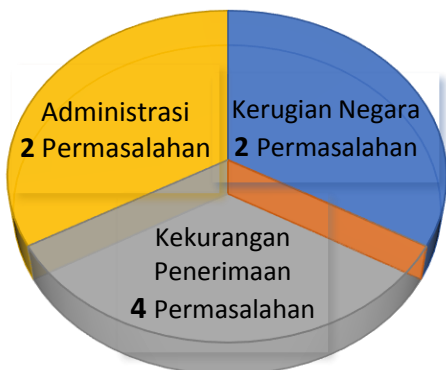 Administrasi
2 Permasalahan
Kerugian Negara
2 Permasalahan
Kekurangan
Penerimaan
4 Permasalahan